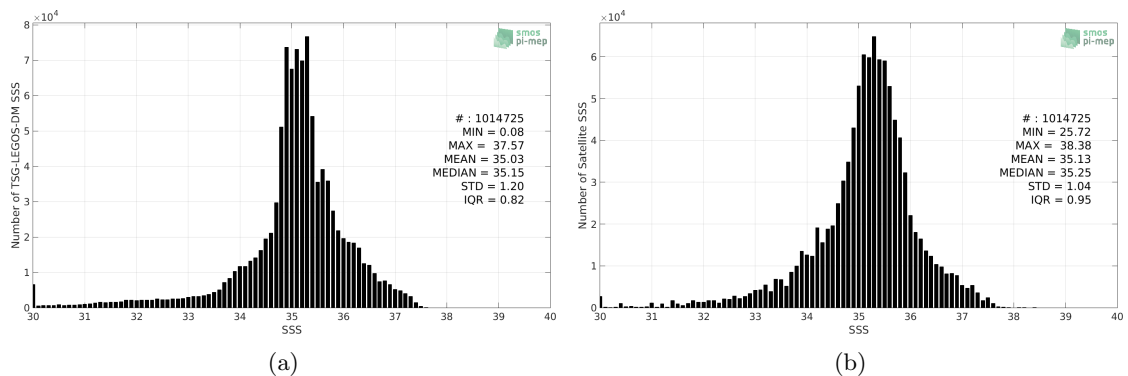 ×10⁴
8
7
6
5
4
3
2
1
0
Number of TSG-LEGOS-DM SSS
30 31 32 33 34 35 36 37 38 39 40
SSS
smos
pi-mep
# : 1014725
MIN = 0.08
MAX = 37.57
MEAN = 35.03
MEDIAN = 35.15
STD = 1.20
IQR = 0.82
(a)
×10⁴
6
5
4
3
2
1
0
Number of Satellite SSS
30 31 32 33 34 35 36 37 38 39 40
SSS
smos
pi-mep
# : 1014725
MIN = 25.72
MAX = 38.38
MEAN = 35.13
MEDIAN = 35.25
STD = 1.04
IQR = 0.95
(b)